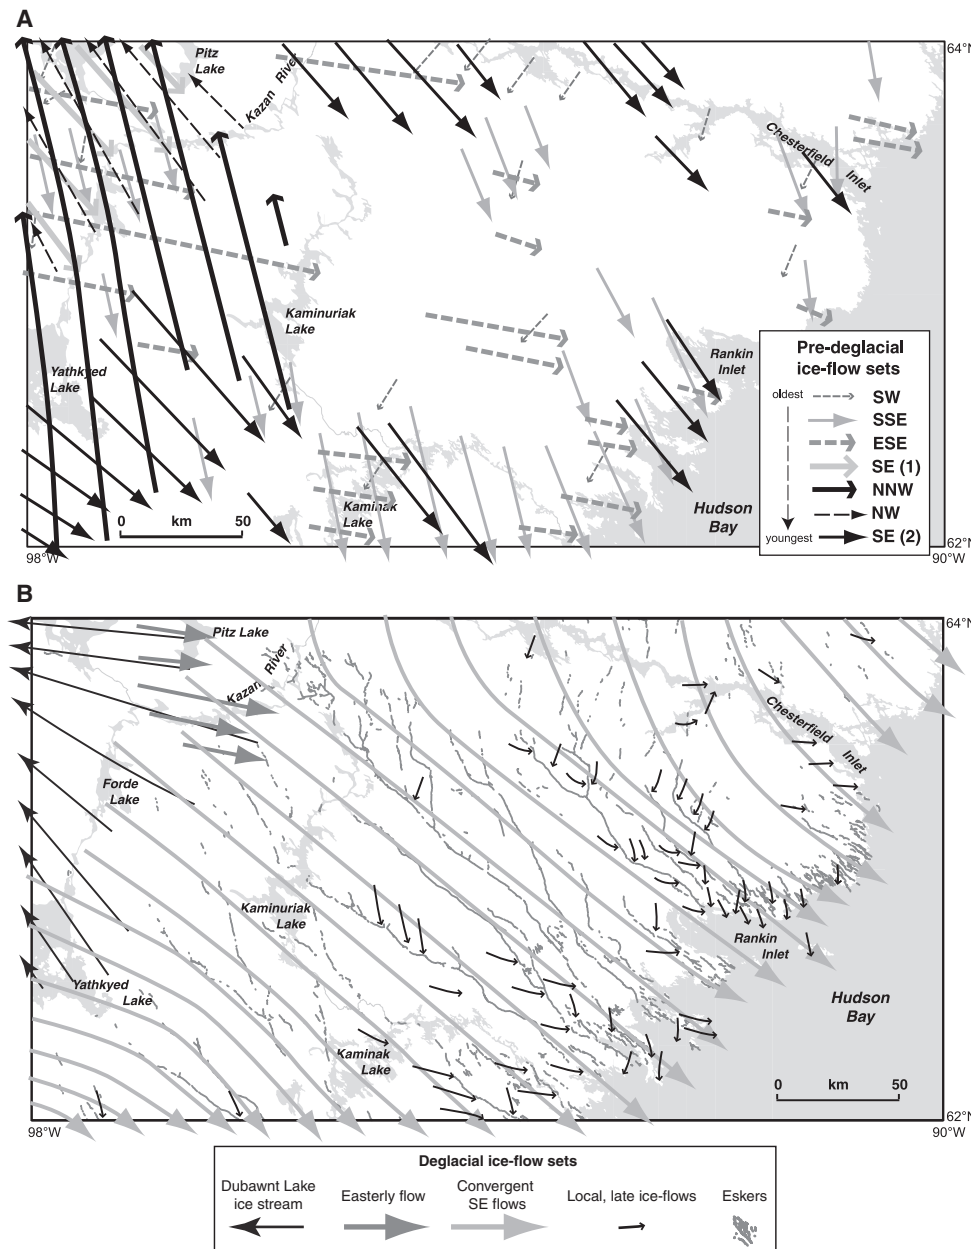 A
Pitz
Lake
Kazan River
64°N
Chesterfield
Inlet
Kaminuriak
Lake
Yathkyed
Lake
Rankin
Inlet
Kaminak
Lake
Hudson
Bay
0 km 50
98°W
62°N
90°W
Pre-deglacial
ice-flow sets
oldest
SW
SSE
ESE
SE (1)
NNW
NW
youngest
SE (2)
B
Pitz Lake
64°N
Kazan River
Chesterfield
Inlet
Forde
Lake
Kaminuriak
Lake
Rankin
Inlet
Yathkyed
Lake
Hudson
Bay
Kaminak
Lake
0 km 50
98°W
62°N
90°W
Deglacial ice-flow sets
Dubawnt Lake
ice stream
Easterly flow
Convergent
SE flows
Local, late ice-flows
Eskers